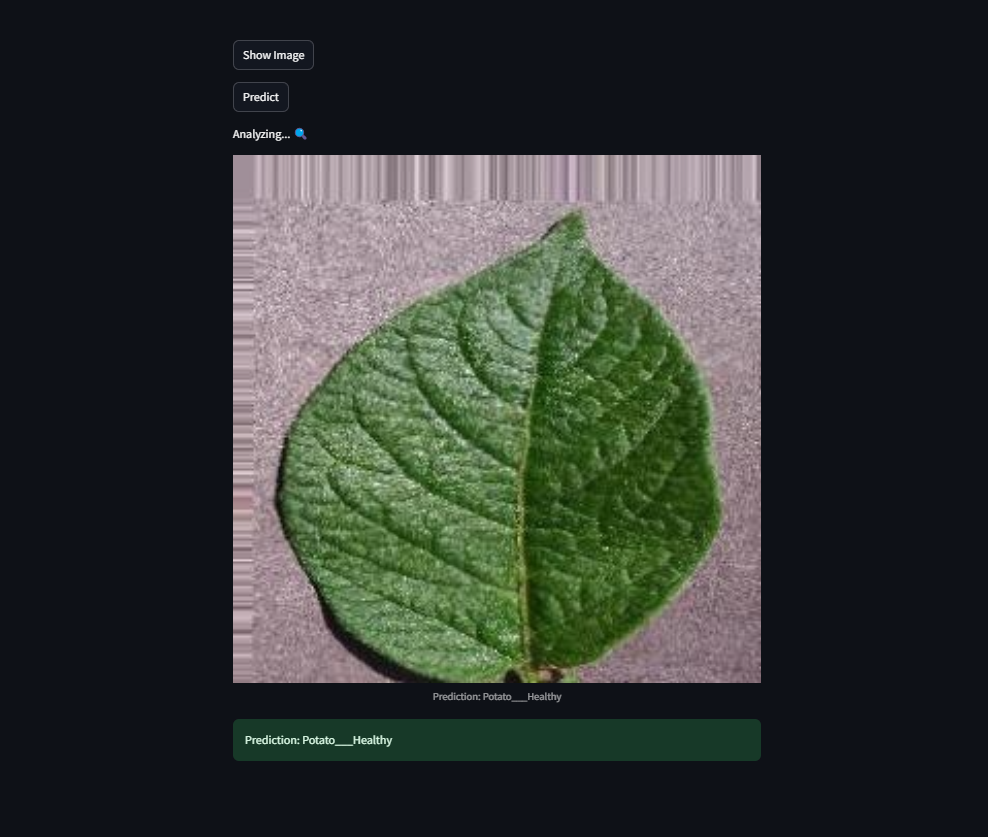 Show Image
Predict
Analyzing... 🔍
Prediction: Potato___Healthy
Prediction: Potato___Healthy